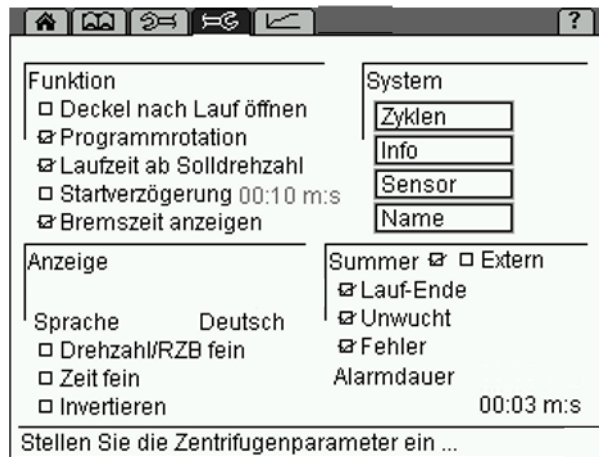 ?
Funktion
Deckel nach Lauf öffnen
Programmrotation
Laufzeit ab Solldrehzahl
Startverzögerung 00:10 m:s
Bremszeit anzeigen
System
Zyklen
Info
Sensor
Name
Anzeige
Sprache Deutsch
Drehzahl/RZB fein
Zeit fein
Invertieren
Summer Extern
Lauf-Ende
Unwucht
Fehler
Alarmdauer
00:03 m:s
Stellen Sie die Zentrifugenparameter ein ...